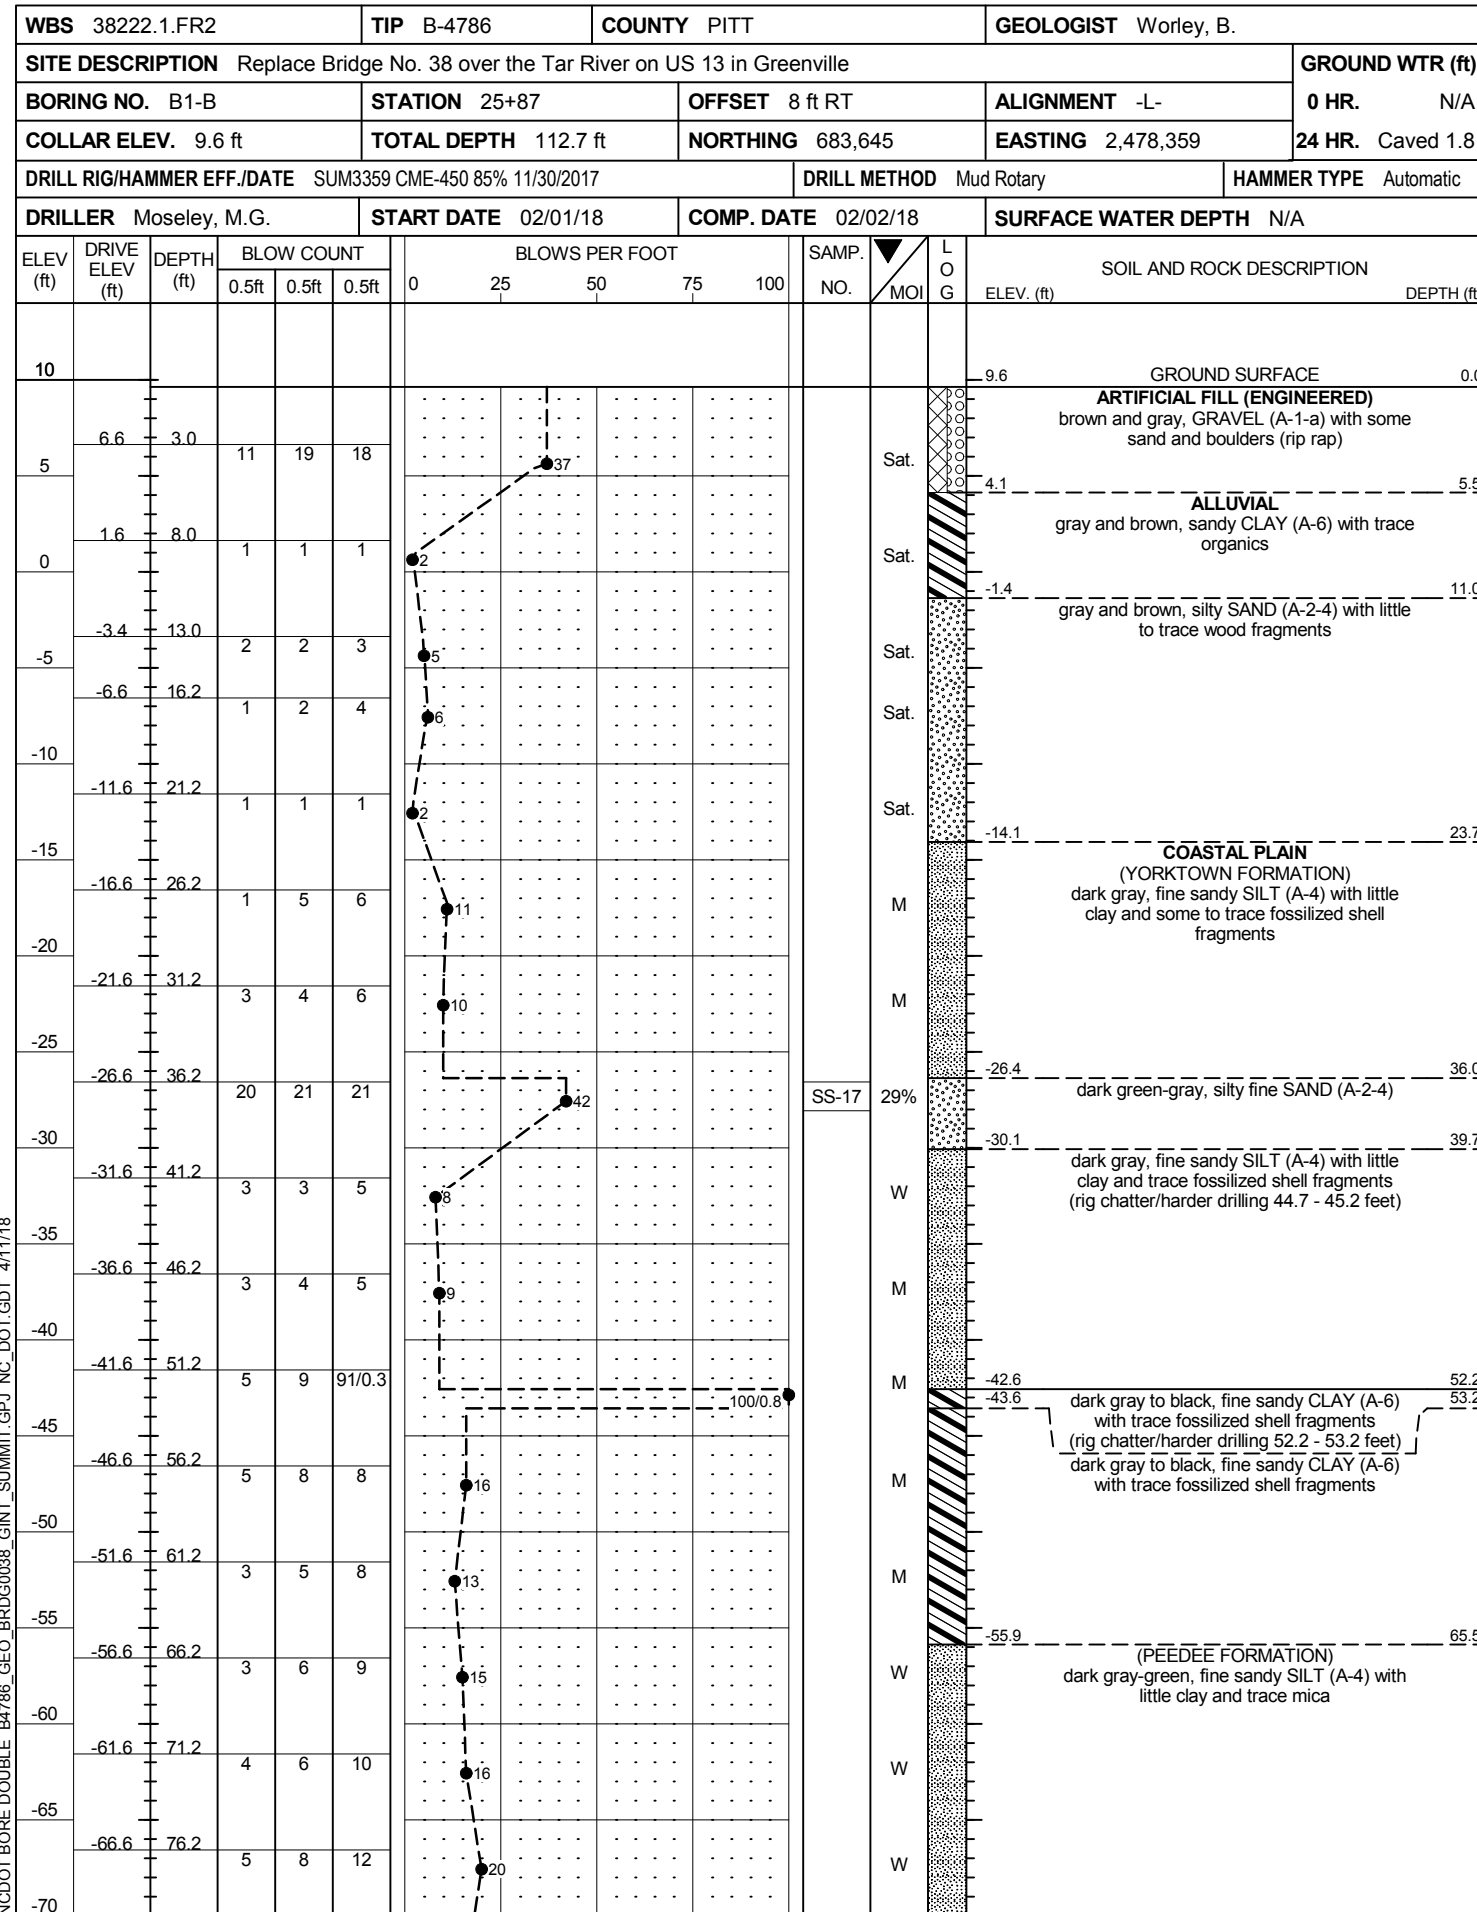 WBS 38222.1.FR2 TIP B-4786 COUNTY PITT GEOLOGIST Worley, B.
SITE DESCRIPTION Replace Bridge No. 38 over the Tar River on US 13 in Greenville GROUND WTR (ft)
BORING NO. B1-B STATION 25+87 OFFSET 8 ft RT ALIGNMENT -L- 0 HR. N/A
COLLAR ELEV. 9.6 ft TOTAL DEPTH 112.7 ft NORTHING 683,645 EASTING 2,478,359 24 HR. Caved 1.8
DRILL RIG/HAMMER EFF./DATE SUM3359 CME-450 85% 11/30/2017 DRILL METHOD Mud Rotary HAMMER TYPE Automatic
DRILLER Moseley, M.G. START DATE 02/01/18 COMP. DATE 02/02/18 SURFACE WATER DEPTH N/A
ELEV (ft) DRIVE ELEV (ft) DEPTH (ft) BLOW COUNT BLOWS PER FOOT SAMP. NO. MOI LOG SOIL AND ROCK DESCRIPTION
0.5ft 0.5ft 0.5ft 0 25 50 75 100 ELEV. (ft) DEPTH (ft
10
9.6 GROUND SURFACE 0.0
ARTIFICIAL FILL (ENGINEERED)
brown and gray, GRAVEL (A-1-a) with some
sand and boulders (rip rap)
6.6 3.0 11 19 18 37 Sat.
5
4.1 5.5
ALLUVIAL
gray and brown, sandy CLAY (A-6) with trace
organics
1.6 8.0 1 1 1 2 Sat.
0
-1.4 11.0
gray and brown, silty SAND (A-2-4) with little
to trace wood fragments
-3.4 13.0 2 2 3 5 Sat.
-5
-6.6 16.2 1 2 4 6 Sat.
-10
-11.6 21.2 1 1 1 2 Sat.
-14.1 23.7
-15
COASTAL PLAIN
(YORKTOWN FORMATION)
dark gray, fine sandy SILT (A-4) with little
clay and some to trace fossilized shell
fragments
-16.6 26.2 1 5 6 11 M
-20
-21.6 31.2 3 4 6 10 M
-25
-26.4 36.0
-26.6 36.2 20 21 21 42 SS-17 29%
dark green-gray, silty fine SAND (A-2-4)
-30
-30.1 39.7
dark gray, fine sandy SILT (A-4) with little
clay and trace fossilized shell fragments
(rig chatter/harder drilling 44.7 - 45.2 feet)
-31.6 41.2 3 3 5 8 W
-35
-36.6 46.2 3 4 5 9 M
-40
-41.6 51.2 5 9 91/0.3 100/0.8 M
-42.6 52.2
-43.6 53.2
dark gray to black, fine sandy CLAY (A-6)
with trace fossilized shell fragments
(rig chatter/harder drilling 52.2 - 53.2 feet)
-45
dark gray to black, fine sandy CLAY (A-6)
with trace fossilized shell fragments
-46.6 56.2 5 8 8 16 M
-50
-51.6 61.2 3 5 8 13 M
-55
-55.9 65.5
(PEEDEE FORMATION)
dark gray-green, fine sandy SILT (A-4) with
little clay and trace mica
-56.6 66.2 3 6 9 15 W
-60
-61.6 71.2 4 6 10 16 W
-65
-66.6 76.2 5 8 12 20 W
-70
NCDOT BORE DOUBLE B4786_GEO_BRDG0038_GINT_SUMMIT.GPJ NC_DOT.GDT 4/11/18